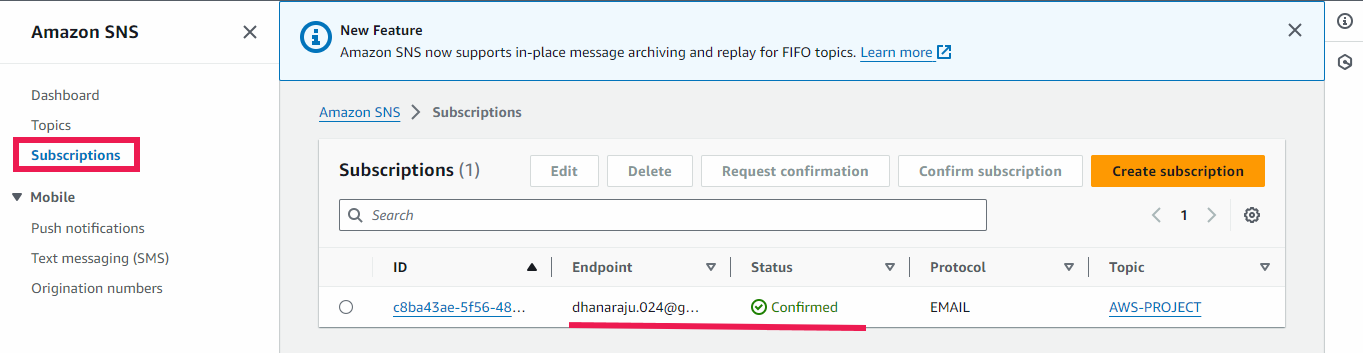 Amazon SNS
Dashboard
Topics
Subscriptions
Mobile
Push notifications
Text messaging (SMS)
Origination numbers
New Feature
Amazon SNS now supports in-place message archiving and replay for FIFO topics. Learn more
Amazon SNS > Subscriptions
Subscriptions (1) Edit Delete Request confirmation Confirm subscription Create subscription
Search 1
ID Endpoint Status Protocol Topic
c8ba43ae-5f56-48... dhanaraju.024@g... Confirmed EMAIL AWS-PROJECT